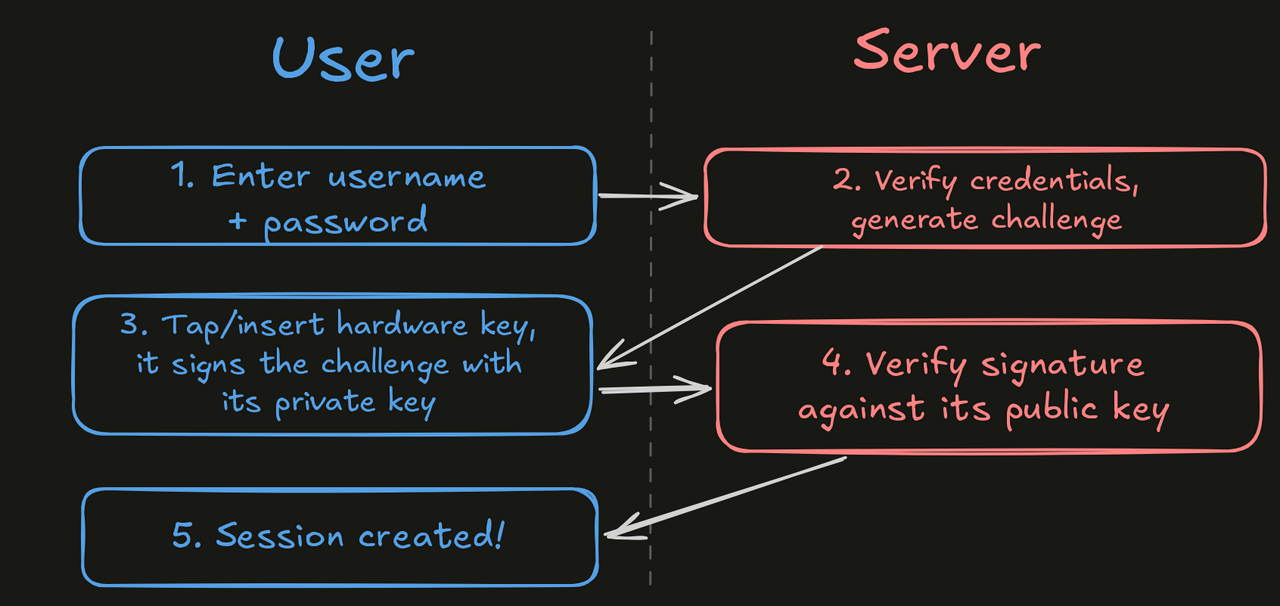 User
Server
1. Enter username
+ password
2. Verify credentials,
generate challenge
3. Tap/insert hardware key,
it signs the challenge with
its private key
4. Verify signature
against its public key
5. Session created!